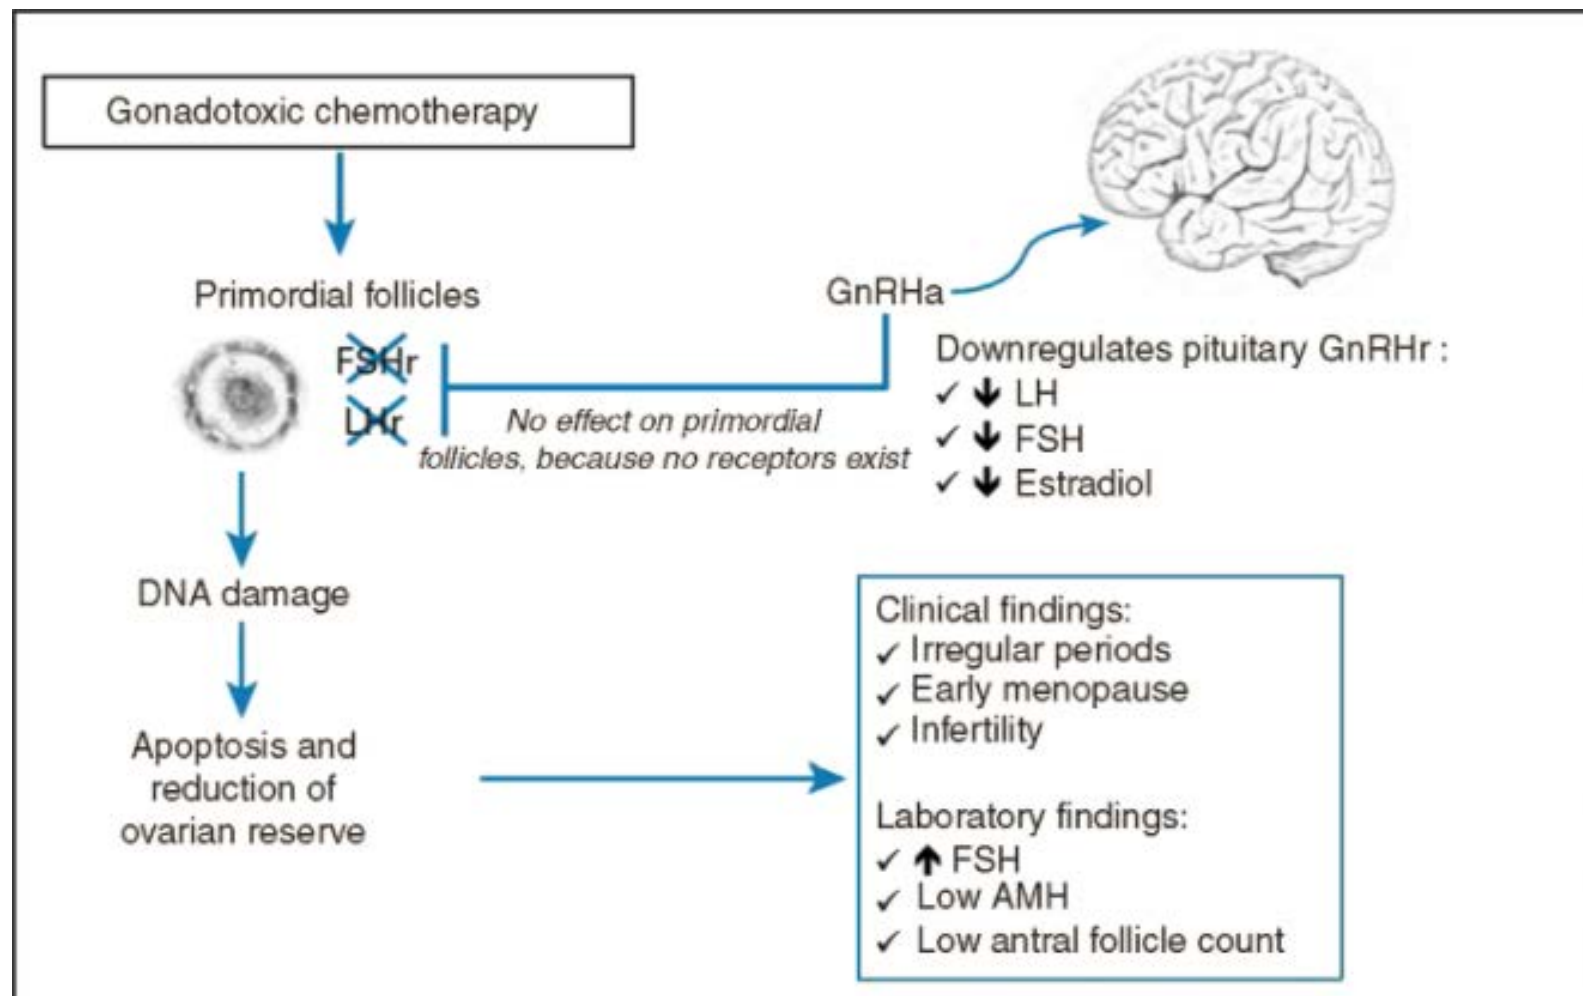 Gonadotoxic chemotherapy
Primordial follicles
FSHr
LHr
GnRHa
No effect on primordial
follicles, because no receptors exist
Downregulates pituitary GnRHr :
✓ ↓ LH
✓ ↓ FSH
✓ ↓ Estradiol
DNA damage
Apoptosis and
reduction of
ovarian reserve
Clinical findings:
✓ Irregular periods
✓ Early menopause
✓ Infertility
Laboratory findings:
✓ ↑ FSH
✓ Low AMH
✓ Low antral follicle count